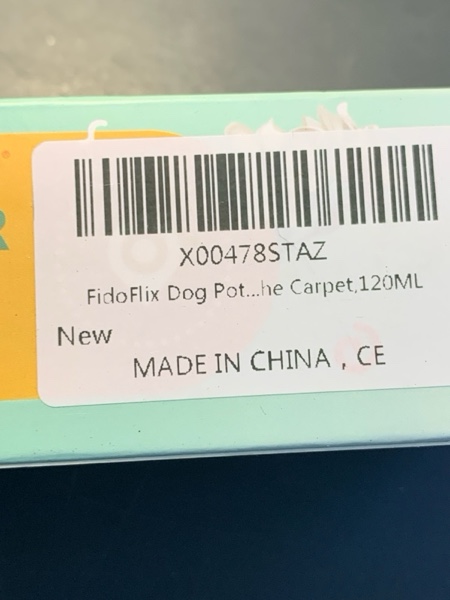 R
X00478STAZ
FidoFlix Dog Pot...he Carpet,120ML
New
MADE IN CHINA , CE